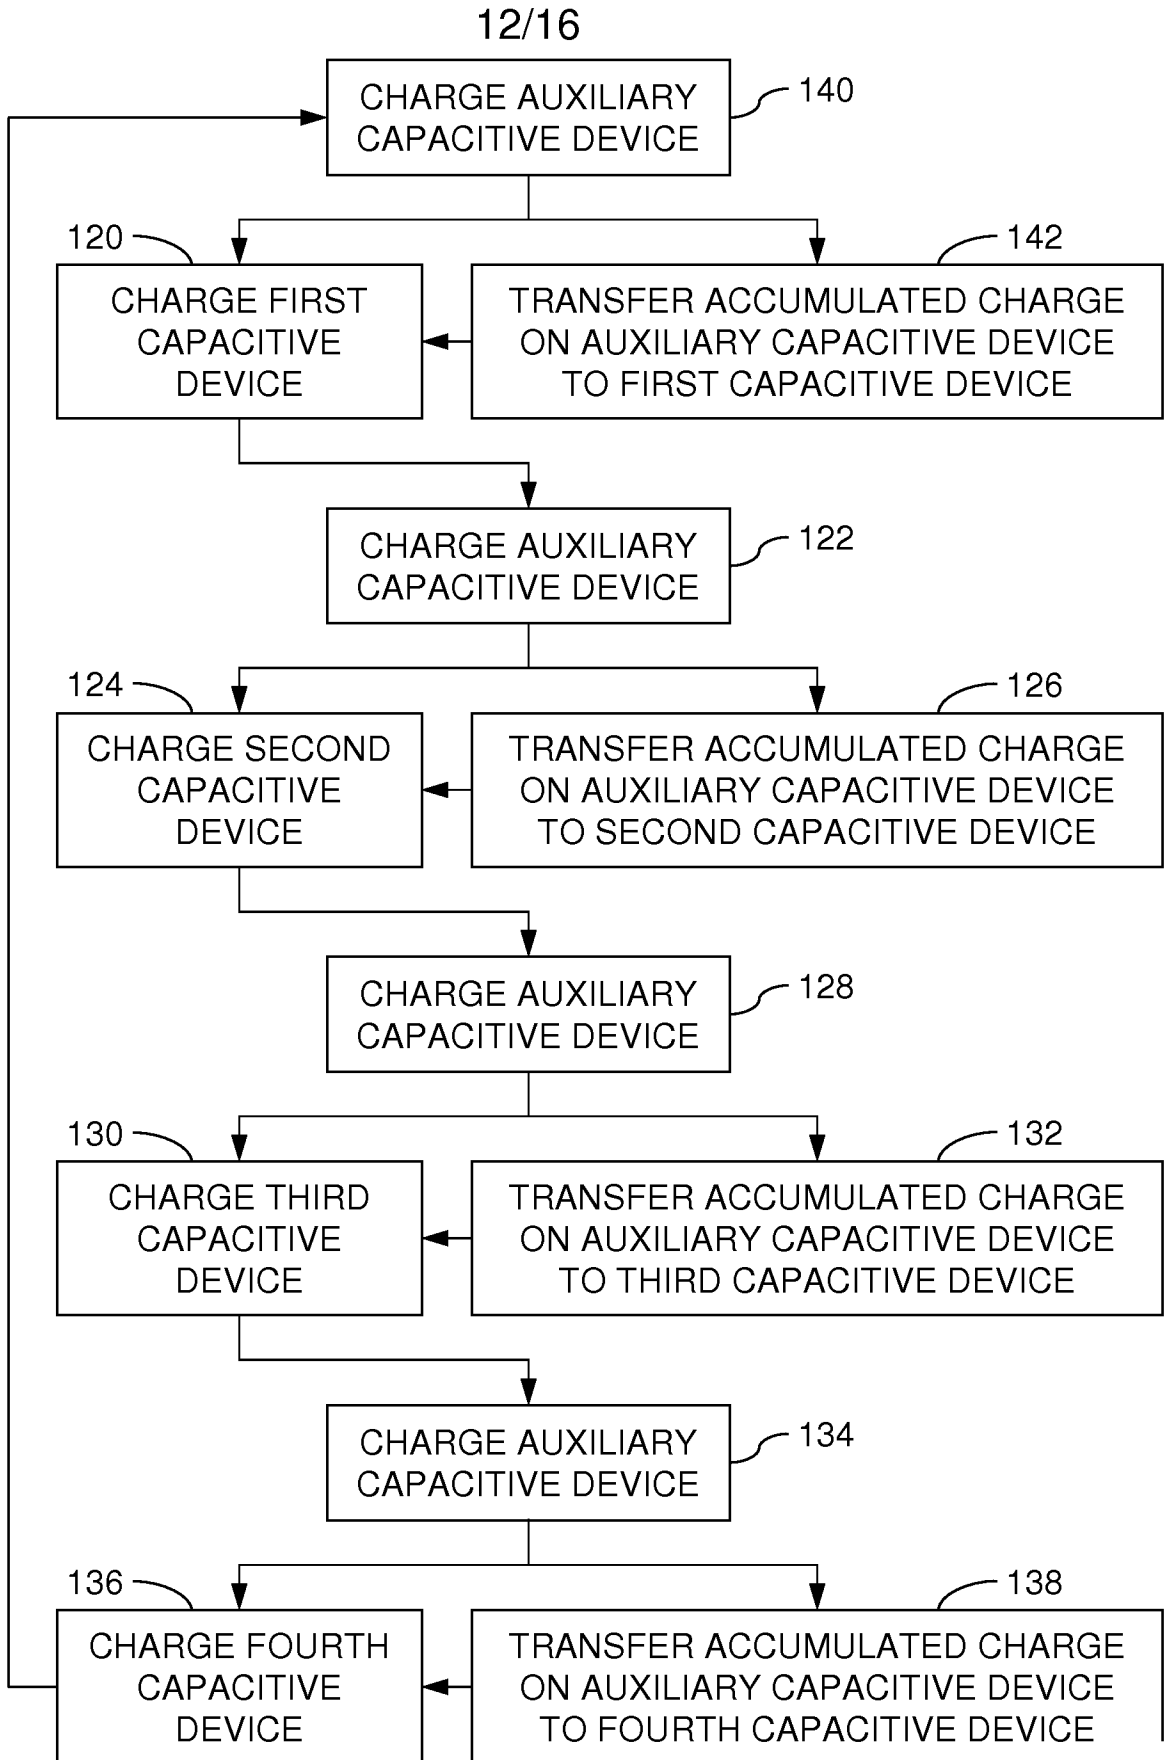 12/16
CHARGE AUXILIARY
CAPACITIVE DEVICE
140
120
142
CHARGE FIRST
CAPACITIVE
DEVICE
TRANSFER ACCUMULATED CHARGE
ON AUXILIARY CAPACITIVE DEVICE
TO FIRST CAPACITIVE DEVICE
CHARGE AUXILIARY
CAPACITIVE DEVICE
122
124
126
CHARGE SECOND
CAPACITIVE
DEVICE
TRANSFER ACCUMULATED CHARGE
ON AUXILIARY CAPACITIVE DEVICE
TO SECOND CAPACITIVE DEVICE
CHARGE AUXILIARY
CAPACITIVE DEVICE
128
130
132
CHARGE THIRD
CAPACITIVE
DEVICE
TRANSFER ACCUMULATED CHARGE
ON AUXILIARY CAPACITIVE DEVICE
TO THIRD CAPACITIVE DEVICE
CHARGE AUXILIARY
CAPACITIVE DEVICE
134
136
138
CHARGE FOURTH
CAPACITIVE
DEVICE
TRANSFER ACCUMULATED CHARGE
ON AUXILIARY CAPACITIVE DEVICE
TO FOURTH CAPACITIVE DEVICE